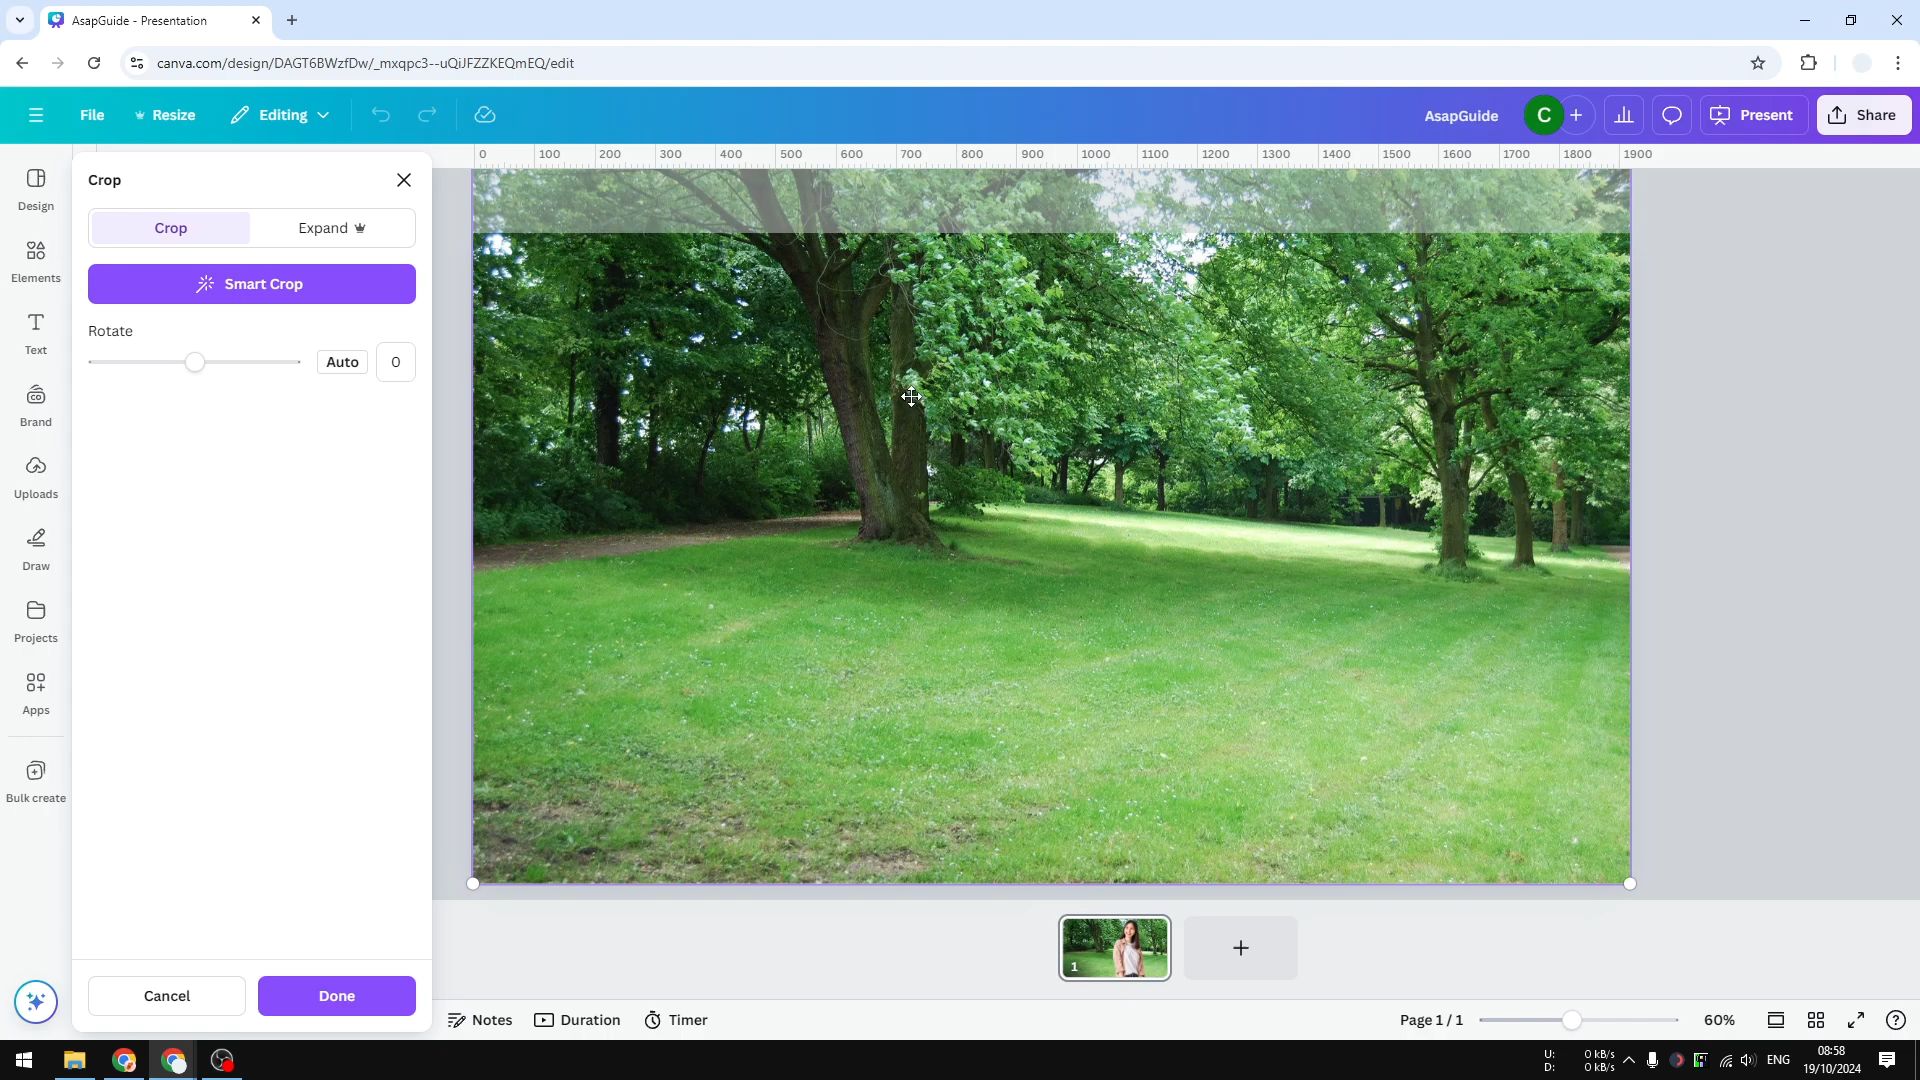 AsapGuide - Presentation
canva.com/design/DAGT6BWzfDw/_mxqpc3--uQiJFZZKEQmEQ/edit
File
Resize
Editing
AsapGuide
C
Present
Share
0 100 200 300 400 500 600 700 800 900 1000 1100 1200 1300 1400 1500 1600 1700 1800 1900
Design
Elements
Text
Brand
Uploads
Draw
Projects
Apps
Bulk create
Crop
Crop
Expand
Smart Crop
Rotate
Auto
0
Cancel
Done
1
Notes
Duration
Timer
Page 1 / 1
60%
U: 0 kB/s
D: 0 kB/s
ENG
08:58
19/10/2024